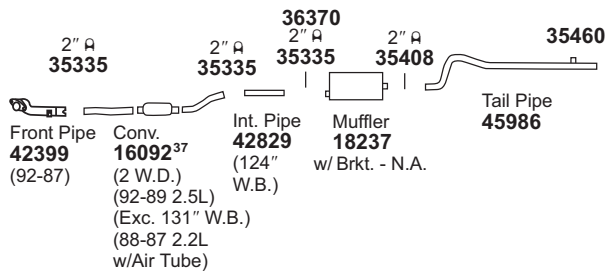 36370
2″ 2″ 2″ 35460
35335 35335 35335 35408
Front Pipe
42399
(92-87)
Conv.
16092³⁷
(2 W.D.)
(92-89 2.5L)
(Exc. 131″ W.B.)
(88-87 2.2L
w/Air Tube)
Int. Pipe
42829
(124″
W.B.)
Muffler
18237
w/ Brkt. - N.A.
Tail Pipe
45986